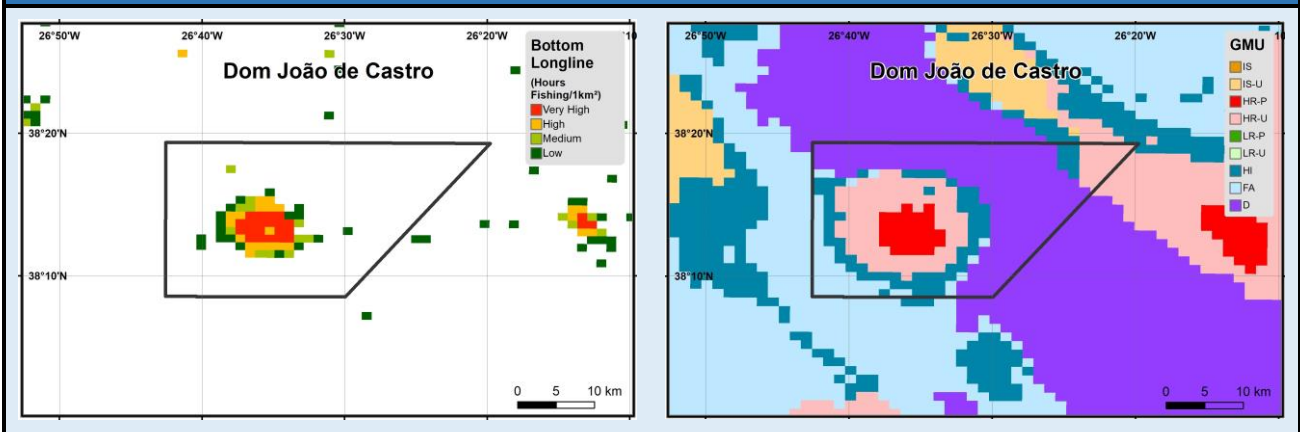 26°50'W
26°40'W
26°30'W
26°20'W
10
Bottom
Longline
(Hours
Fishing/1km²)
Very High
High
Medium
Low
Dom João de Castro
38°20'N
38°10'N
0 5 10 km
26°50'W
26°40'W
26°30'W
26°20'W
10
GMU
IS
IS-U
HR-P
HR-U
LR-P
LR-U
HI
FA
D
Dom João de Castro
38°20'N
38°10'N
0 5 10 km